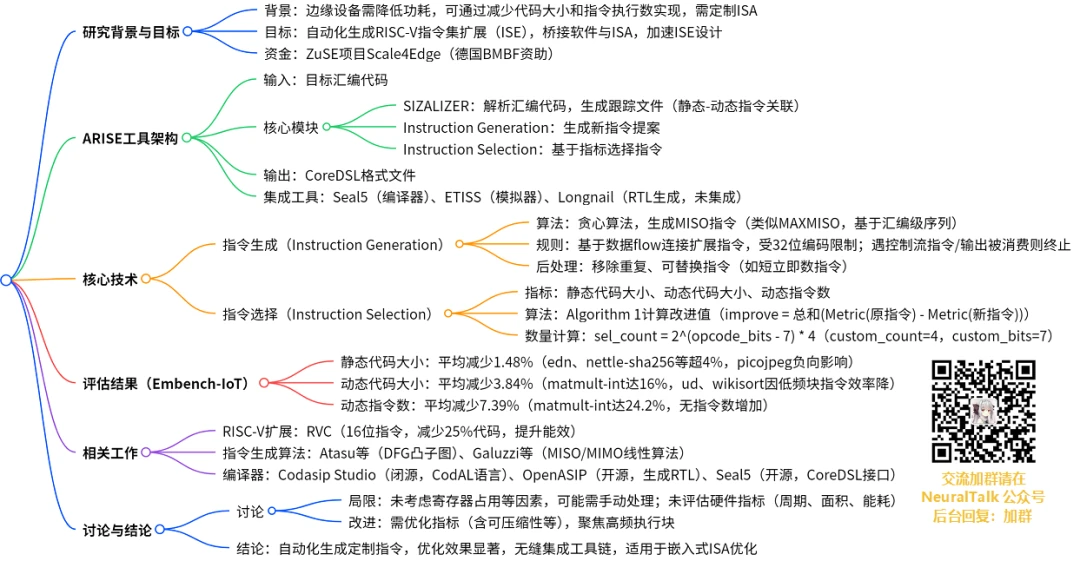 研究背景与目标
背景：边缘设备需降低功耗，可通过减少代码大小和指令执行数实现，需定制ISA
目标：自动化生成RISC-V指令集扩展（ISE），桥接软件与ISA，加速ISE设计
资金：ZuSE项目Scale4Edge（德国BMBF资助）
ARISE工具架构
输入：目标汇编代码
核心模块
SIZALIZER：解析汇编代码，生成跟踪文件（静态-动态指令关联）
Instruction Generation：生成新指令提案
Instruction Selection：基于指标选择指令
输出：CoreDSL格式文件
集成工具：Seal5（编译器）、ETISS（模拟器）、Longnail（RTL生成，未集成）
核心技术
指令生成（Instruction Generation）
算法：贪心算法，生成MISO指令（类似MAXMISO，基于汇编级序列）
规则：基于数据flow连接扩展指令，受32位编码限制；遇控制流指令/输出被消费则终止
后处理：移除重复、可替换指令（如短立即数指令）
指令选择（Instruction Selection）
指标：静态代码大小、动态代码大小、动态指令数
算法：Algorithm 1计算改进值（improve = 总和(Metric(原指令) - Metric(新指令))）
数量计算：sel_count = 2^(opcode_bits - 7) * 4（custom_count=4，custom_bits=7）
评估结果（Embench-IoT）
静态代码大小：平均减少1.48%（edn、nettle-sha256等超4%，picojpeg负向影响）
动态代码大小：平均减少3.84%（matmult-int达16%，ud、wikisort因低频块指令效率降）
动态指令数：平均减少7.39%（matmult-int达24.2%，无指令数增加）
相关工作
RISC-V扩展：RVC（16位指令，减少25%代码，提升能效）
指令生成算法：Atasu等（DFG凸子图）、Galuzzi等（MISO/MIMO线性算法）
编译器：Codasip Studio（闭源，CodAL语言）、OpenASIP（开源，生成RTL）、Seal5（开源，CoreDSL接口）
讨论与结论
讨论
局限：未考虑寄存器占用等因素，可能需手动处理；未评估硬件指标（周期、面积、能耗）
改进：需优化指标（含可压缩性等），聚焦高频执行块
结论：自动化生成定制指令，优化效果显著，无缝集成工具链，适用于嵌入式ISA优化
交流加群请在
NeuralTalk 公众号
后台回复：加群